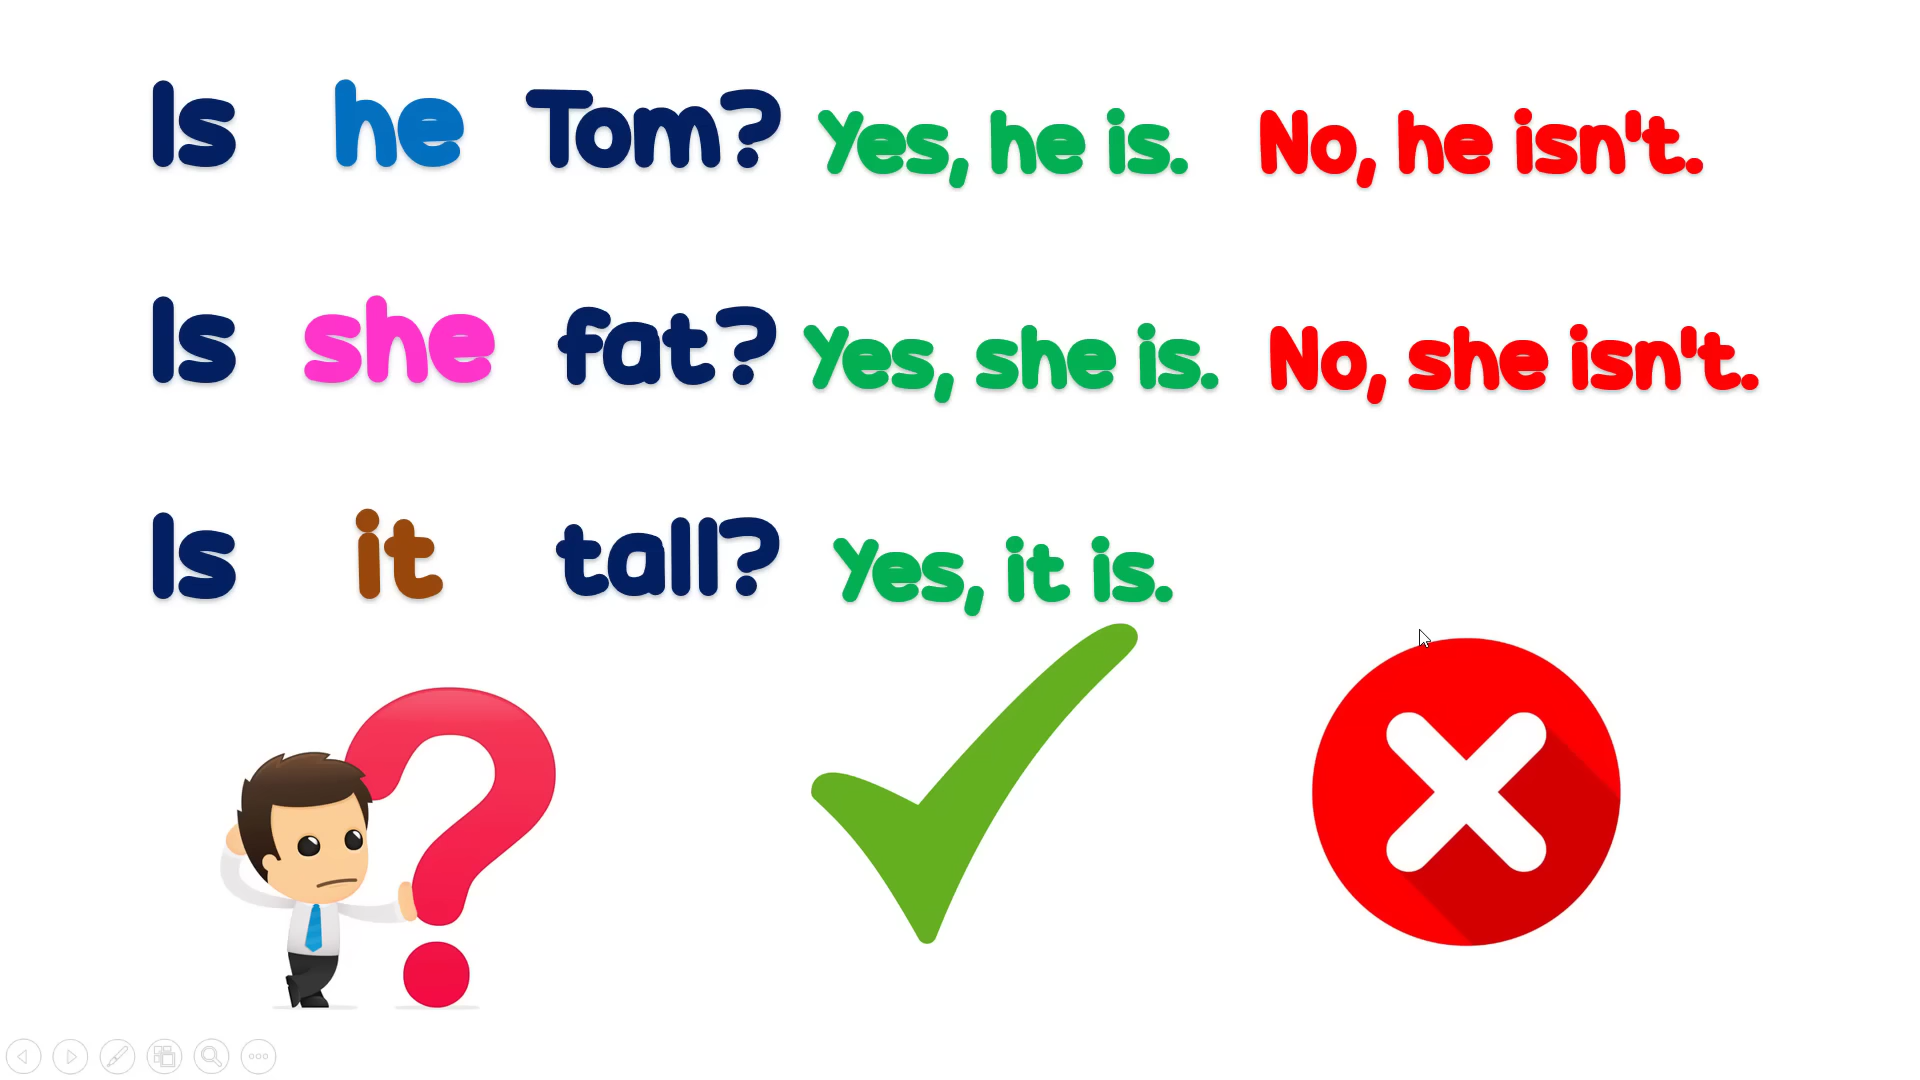 Is he Tom? Yes, he is. No, he isn't.
Is she fat? Yes, she is. No, she isn't.
Is it tall? Yes, it is.